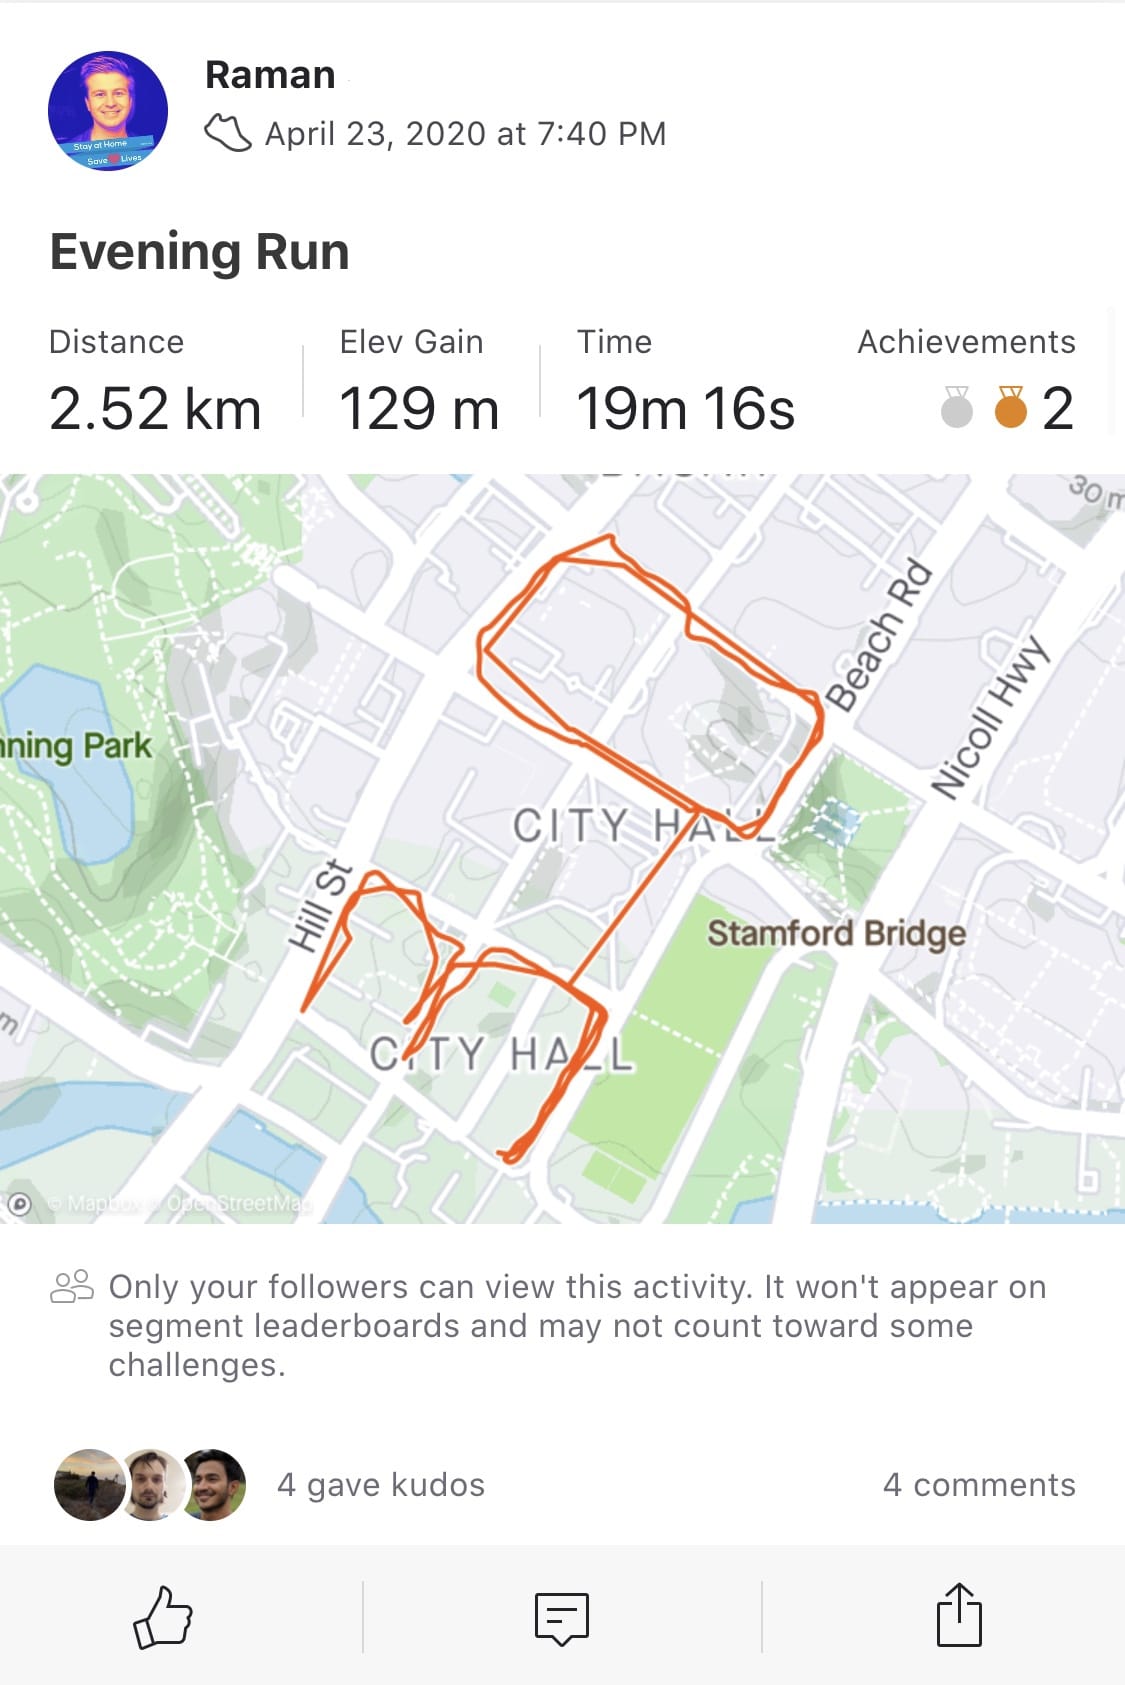 Raman
Stay at Home
Save Lives
April 23, 2020 at 7:40 PM
Evening Run
Distance
2.52 km
Elev Gain
129 m
Time
19m 16s
Achievements
2
30 m
Beach Rd
Nicoll Hwy
nning Park
CITY HALL
Hill St
Stamford Bridge
m
CITY HALL
© Mapbox © OpenStreetMap
Only your followers can view this activity. It won't appear on
segment leaderboards and may not count toward some
challenges.
4 gave kudos
4 comments